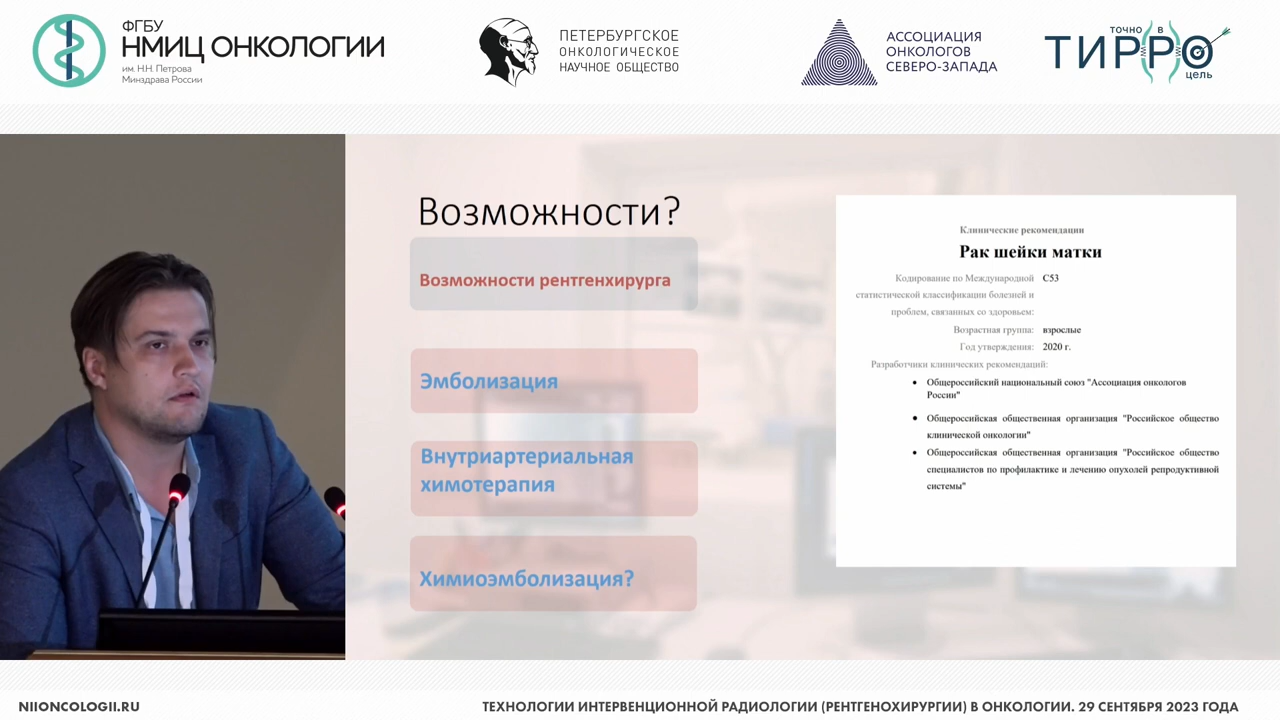 ФГБУ
НМИЦ ОНКОЛОГИИ
им. Н.Н. Петрова
Минздрава России
ПЕТЕРБУРГСКОЕ
ОНКОЛОГИЧЕСКОЕ
НАУЧНОЕ ОБЩЕСТВО
АССОЦИАЦИЯ
ОНКОЛОГОВ
СЕВЕРО-ЗАПАДА
точно в
ТИРРО
цель
Возможности?
Возможности рентгенхирурга
Эмболизация
Внутриартериальная
химотерапия
Химиоэмболизация?
Клинические рекомендации
Рак шейки матки
Кодирование по Международной C53
статистической классификации болезней и
проблем, связанных со здоровьем:
Возрастная группа: взрослые
Год утверждения: 2020 г.
Разработчики клинических рекомендаций:
• Общероссийский национальный союз "Ассоциация онкологов
России"
• Общероссийская общественная организация "Российское общество
клинической онкологии"
• Общероссийская общественная организация "Российское общество
специалистов по профилактике и лечению опухолей репродуктивной
системы"
NIIONCOLOGII.RU
ТЕХНОЛОГИИ ИНТЕРВЕНЦИОННОЙ РАДИОЛОГИИ (РЕНТГЕНОХИРУРГИИ) В ОНКОЛОГИИ. 29 СЕНТЯБРЯ 2023 ГОДА